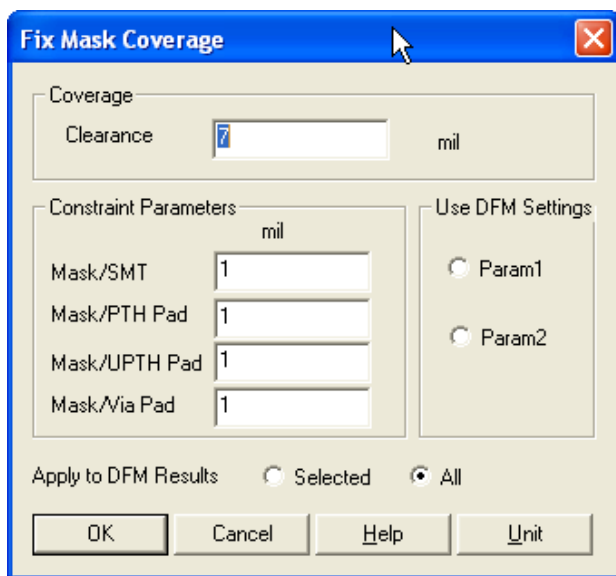 Fix Mask Coverage
Coverage
Clearance 7 mil
Constraint Parameters
mil
Mask/SMT 1
Mask/PTH Pad 1
Mask/UPTH Pad 1
Mask/Via Pad 1
Use DFM Settings
Param1
Param2
Apply to DFM Results Selected All
OK Cancel Help Unit